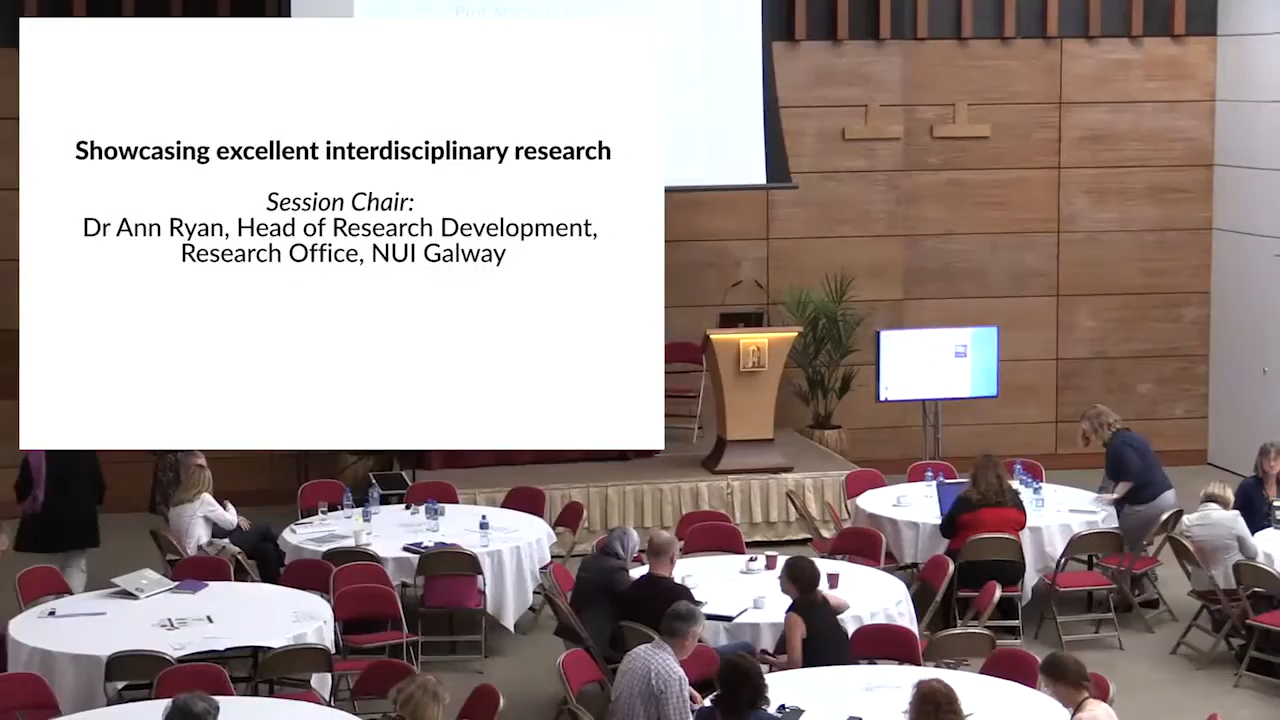 Showcasing excellent interdisciplinary research
Session Chair:
Dr Ann Ryan, Head of Research Development,
Research Office, NUI Galway